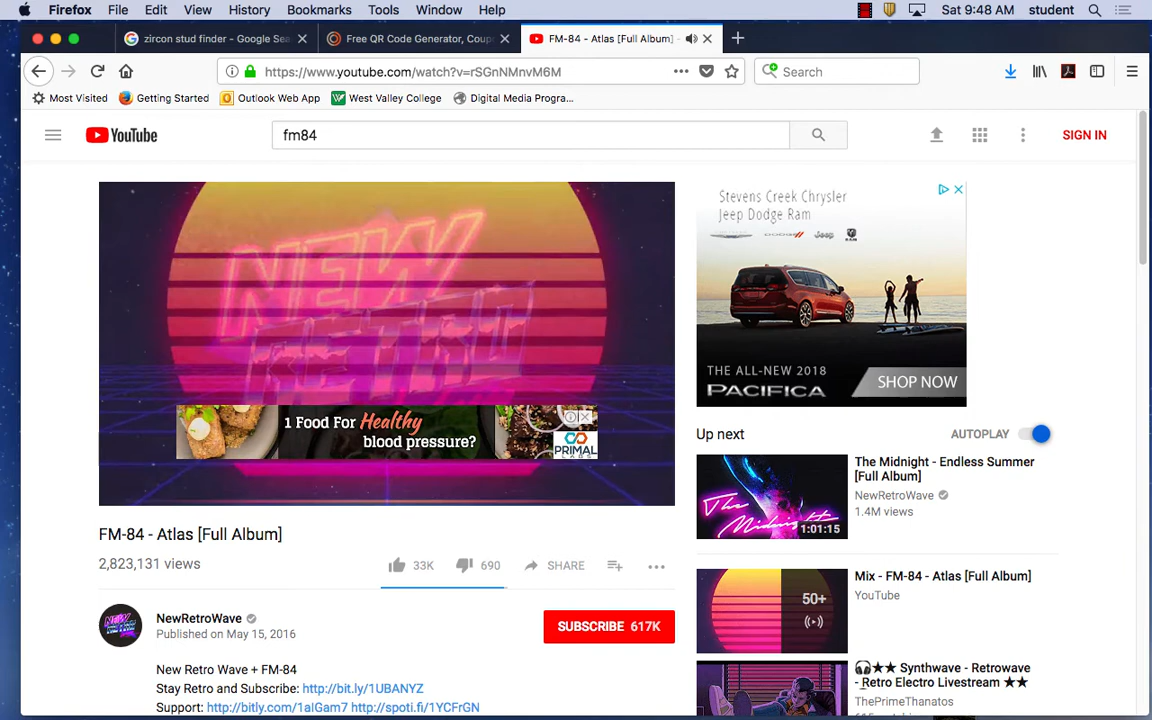 Firefox File Edit View History Bookmarks Tools Window Help Sat 9:48 AM student
zircon stud finder - Google Sea
Free QR Code Generator, Coup
FM-84 - Atlas [Full Album] -
https://www.youtube.com/watch?v=rSGnNMnvM6M
Search
Most Visited Getting Started Outlook Web App West Valley College Digital Media Progra...
YouTube
fm84
SIGN IN
NEW
RETRO
1 Food For Healthy
blood pressure?
PRIMAL
LABS
Stevens Creek Chrysler
Jeep Dodge Ram
Jeep
THE ALL-NEW 2018
PACIFICA
SHOP NOW
Up next
AUTOPLAY
The Midnight
1:01:15
The Midnight - Endless Summer
[Full Album]
NewRetroWave
1.4M views
50+
Mix - FM-84 - Atlas [Full Album]
YouTube
🎧★★ Synthwave - Retrowave
- Retro Electro Livestream ★★
ThePrimeThanatos
FM-84 - Atlas [Full Album]
2,823,131 views
33K 690 SHARE
NewRetroWave
Published on May 15, 2016
SUBSCRIBE 617K
New Retro Wave + FM-84
Stay Retro and Subscribe: http://bit.ly/1UBANYZ
Support: http://bitly.com/1aIGam7 http://spoti.fi/1YCFrGN